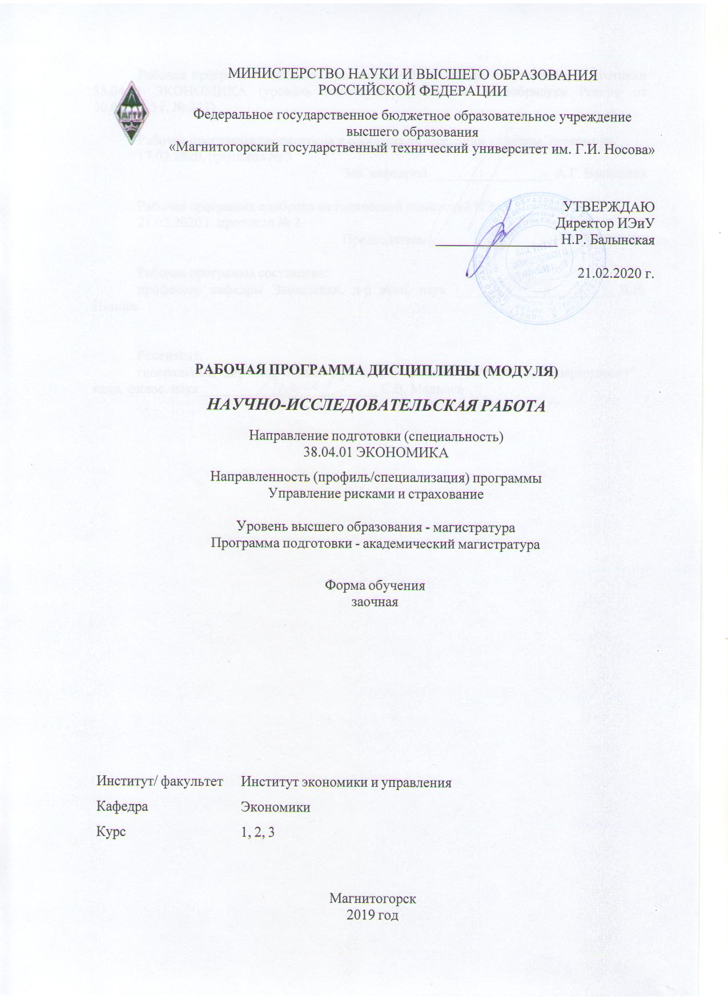 МИНИСТЕРСТВО НАУКИ И ВЫСШЕГО ОБРАЗОВАНИЯ
РОССИЙСКОЙ ФЕДЕРАЦИИ
Федеральное государственное бюджетное образовательное учреждение
высшего образования
«Магнитогорский государственный технический университет им. Г.И. Носова»
УТВЕРЖДАЮ
Директор ИЭиУ
Н.Р. Балынская
21.02.2020 г.
РАБОЧАЯ ПРОГРАММА ДИСЦИПЛИНЫ (МОДУЛЯ)
НАУЧНО-ИССЛЕДОВАТЕЛЬСКАЯ РАБОТА
Направление подготовки (специальность)
38.04.01 ЭКОНОМИКА
Направленность (профиль/специализация) программы
Управление рисками и страхование
Уровень высшего образования - магистратура
Программа подготовки - академический магистратура
Форма обучения
заочная
Институт/ факультет Институт экономики и управления
Кафедра Экономики
Курс 1, 2, 3
Магнитогорск
2019 год